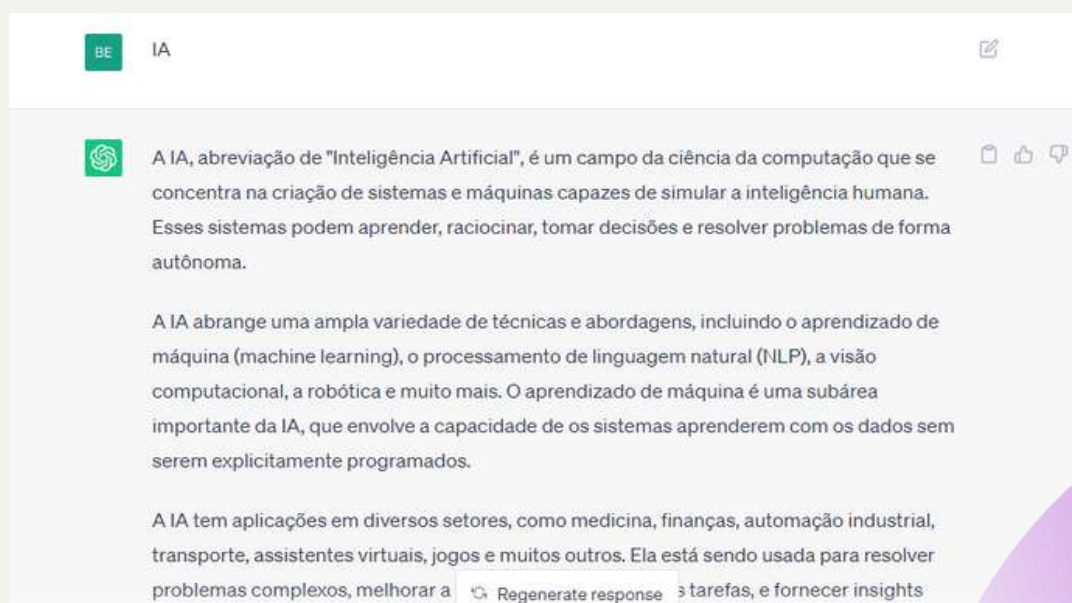 BE IA
A IA, abreviação de "Inteligência Artificial", é um campo da ciência da computação que se
concentra na criação de sistemas e máquinas capazes de simular a inteligência humana.
Esses sistemas podem aprender, raciocinar, tomar decisões e resolver problemas de forma
autônoma.
A IA abrange uma ampla variedade de técnicas e abordagens, incluindo o aprendizado de
máquina (machine learning), o processamento de linguagem natural (NLP), a visão
computacional, a robótica e muito mais. O aprendizado de máquina é uma subárea
importante da IA, que envolve a capacidade de os sistemas aprenderem com os dados sem
serem explicitamente programados.
A IA tem aplicações em diversos setores, como medicina, finanças, automação industrial,
transporte, assistentes virtuais, jogos e muitos outros. Ela está sendo usada para resolver
problemas complexos, melhorar a Regenerate response s tarefas, e fornecer insights